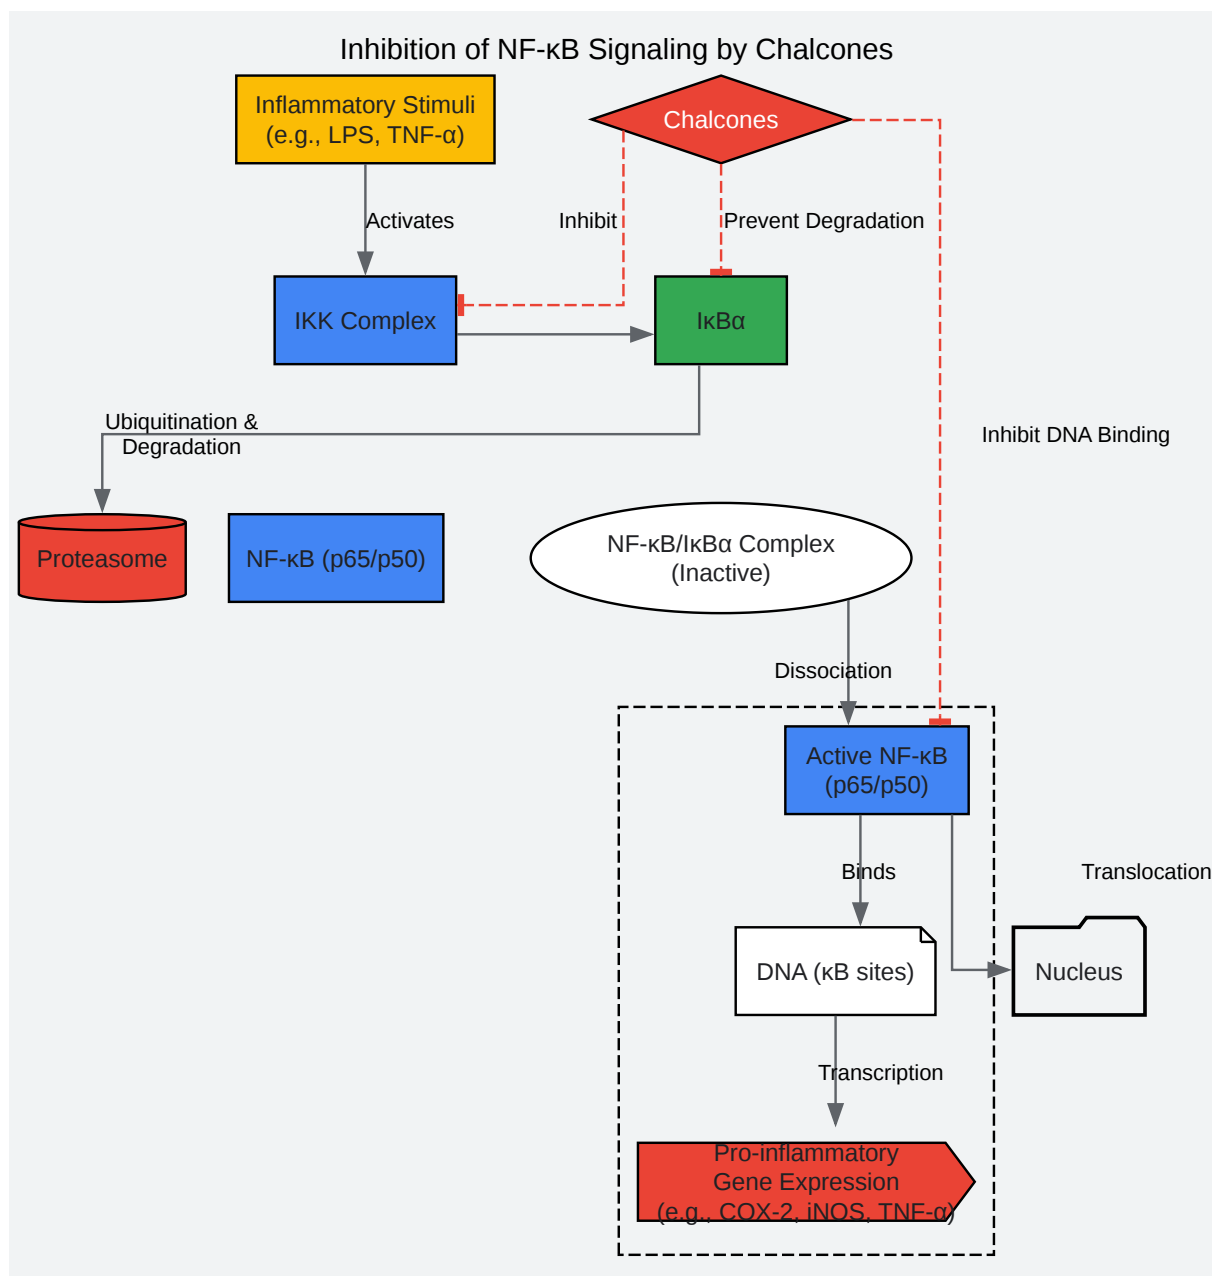 Inhibition of NF-κB Signaling by Chalcones
Inflammatory Stimuli
(e.g., LPS, TNF-α)
Chalcones
Activates
Inhibit
Prevent Degradation
IKK Complex
IκBα
Ubiquitination &
Degradation
Inhibit DNA Binding
Proteasome
NF-κB (p65/p50)
NF-κB/IκBα Complex
(Inactive)
Dissociation
Active NF-κB
(p65/p50)
Binds
Translocation
DNA (κB sites)
Nucleus
Transcription
Pro-inflammatory
Gene Expression
(e.g., COX-2, iNOS, TNF-α)